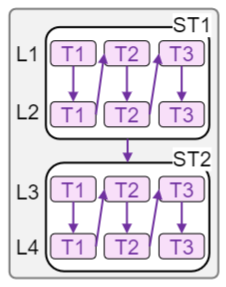 ST1
L1 T1 T2 T3
L2 T1 T2 T3
ST2
L3 T1 T2 T3
L4 T1 T2 T3